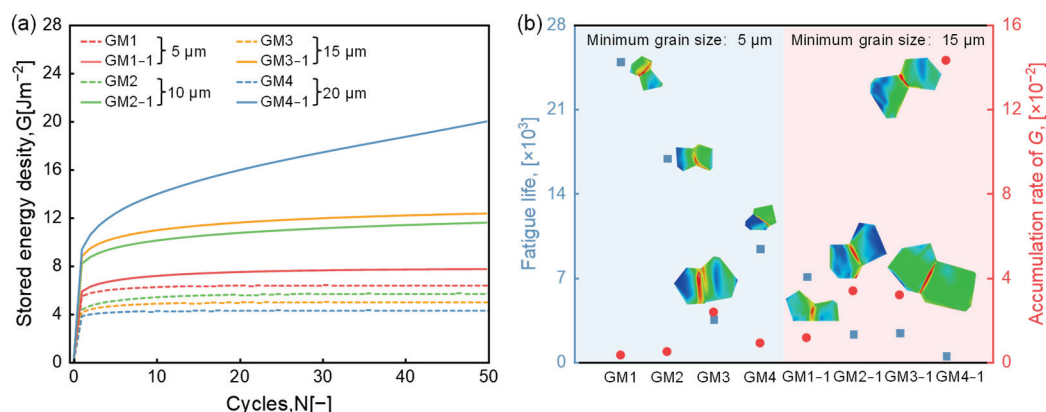 (a)
28
24
20
16
12
8
4
0
Stored energy desity,G[Jm⁻²]
GM1
GM1-1
5 μm
GM2
GM2-1
10 μm
GM3
GM3-1
15 μm
GM4
GM4-1
20 μm
0 10 20 30 40 50
Cycles,N[-]
(b)
28
21
14
7
0
Fatigue life, [×10³]
Minimum grain size: 5 μm
Minimum grain size: 15 μm
16
12
8
4
0
Accumulation rate of G, [×10⁻²]
GM1 GM2 GM3 GM4 GM1-1 GM2-1 GM3-1 GM4-1